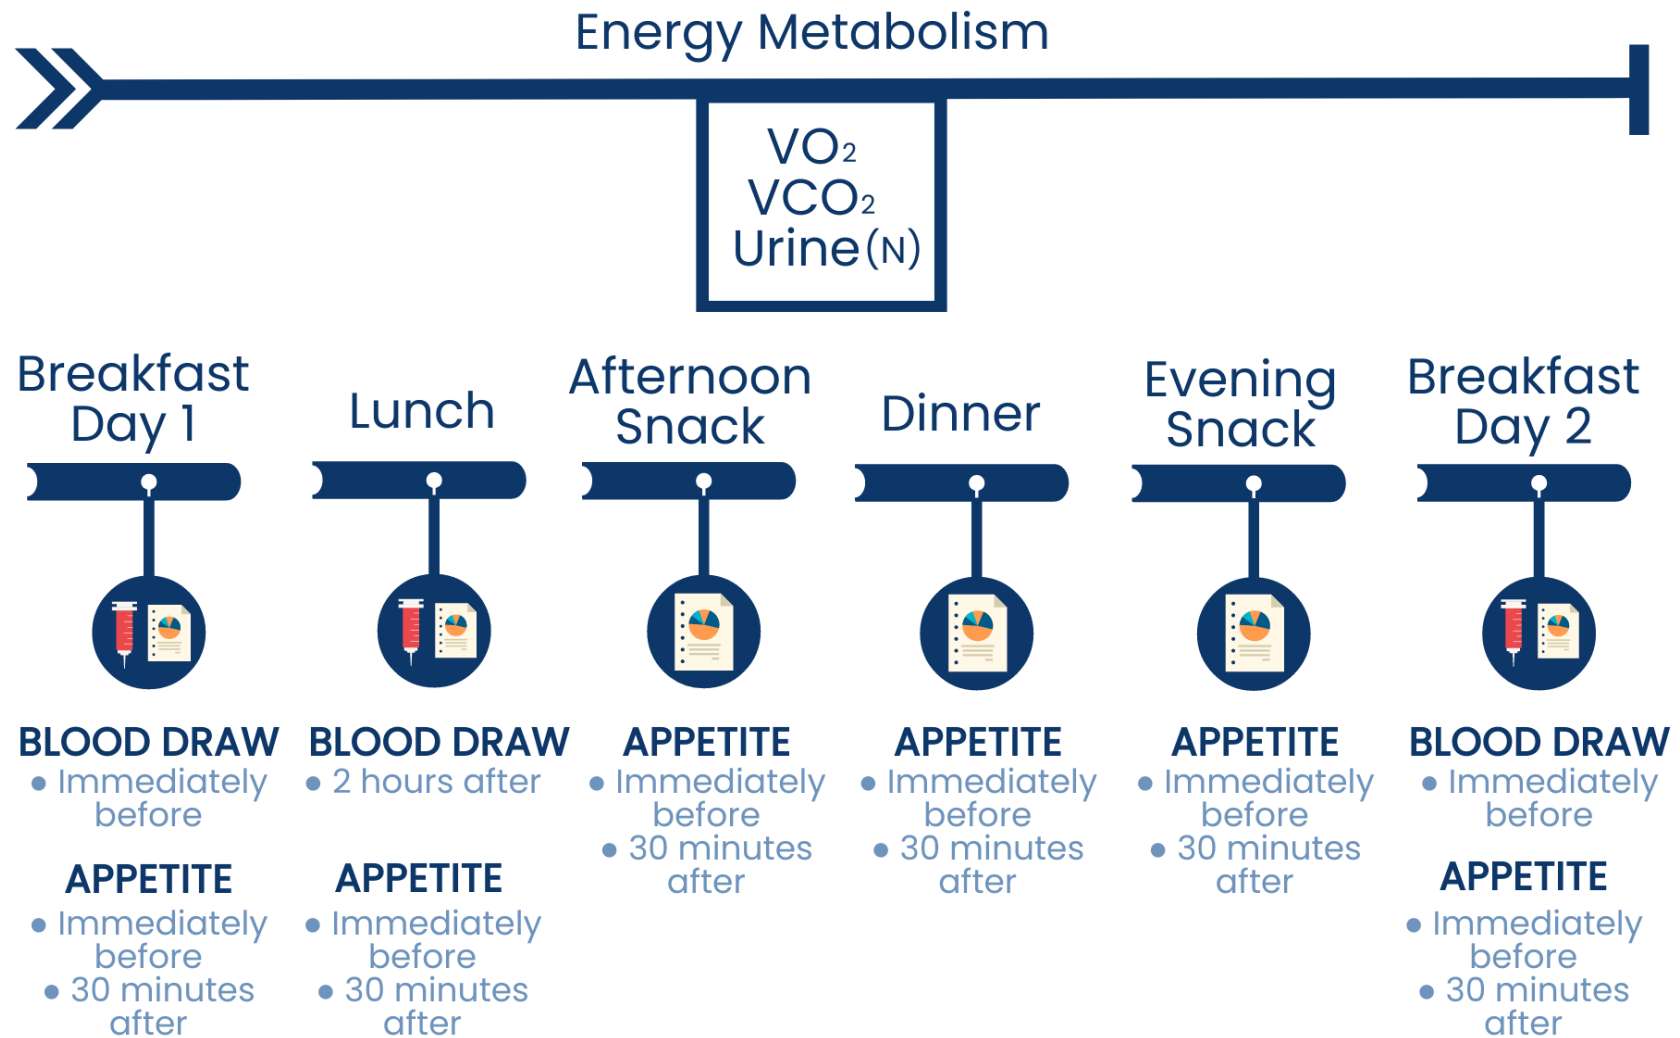 Energy Metabolism
VO₂
VCO₂
Urine (N)
Breakfast
Day 1
BLOOD DRAW
• Immediately
before
APPETITE
• Immediately
before
• 30 minutes
after
Lunch
BLOOD DRAW
• 2 hours after
APPETITE
• Immediately
before
• 30 minutes
after
Afternoon
Snack
APPETITE
• Immediately
before
• 30 minutes
after
Dinner
APPETITE
• Immediately
before
• 30 minutes
after
Evening
Snack
APPETITE
• Immediately
before
• 30 minutes
after
Breakfast
Day 2
BLOOD DRAW
• Immediately
before
APPETITE
• Immediately
before
• 30 minutes
after